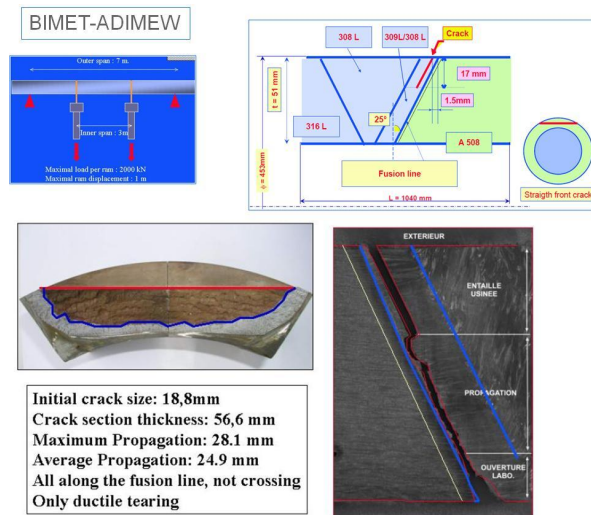 BIMET-ADIMEW
Outer span : 7 m.
Inner span : 3m
Maximal load per ram : 2000 kN
Maximal ram displacement : 1 m
308 L
309L/308 L
Crack
17 mm
1.5mm
t = 51 mm
25°
316 L
A 508
ϕ = 453mm
Fusion line
L = 1040 mm
Straigth front crack
EXTERIEUR
ENTAILLE
USINEE
PROPAGATION
OUVERTURE
LABO.
Initial crack size: 18,8mm
Crack section thickness: 56,6 mm
Maximum Propagation: 28.1 mm
Average Propagation: 24.9 mm
All along the fusion line, not crossing
Only ductile tearing